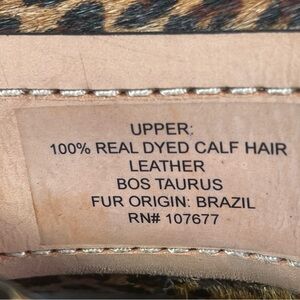 UPPER:
100% REAL DYED CALF HAIR
LEATHER
BOS TAURUS
FUR ORIGIN: BRAZIL
RN# 107677